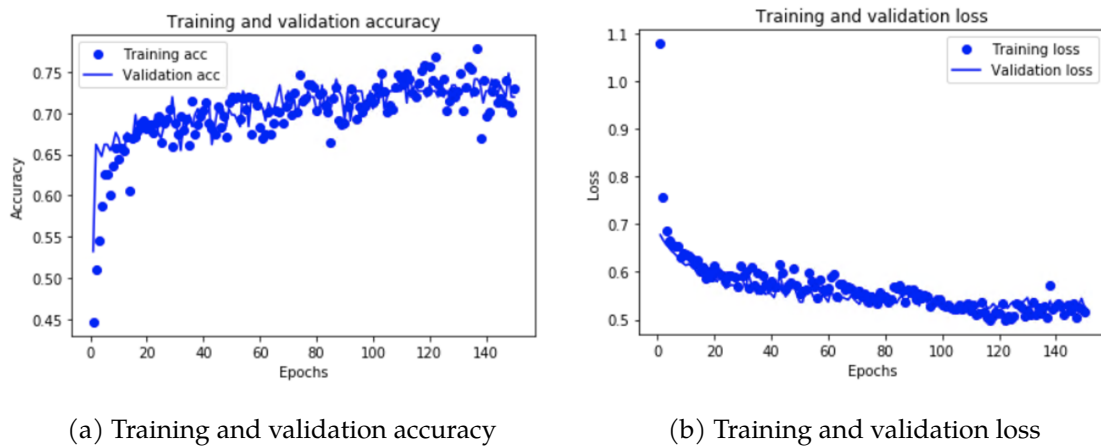 Training and validation accuracy
Training acc
Validation acc
0.75
0.70
0.65
0.60
0.55
0.50
0.45
Accuracy
0 20 40 60 80 100 120 140
Epochs
(a) Training and validation accuracy
Training and validation loss
Training loss
Validation loss
1.1
1.0
0.9
0.8
0.7
0.6
0.5
Loss
0 20 40 60 80 100 120 140
Epochs
(b) Training and validation loss